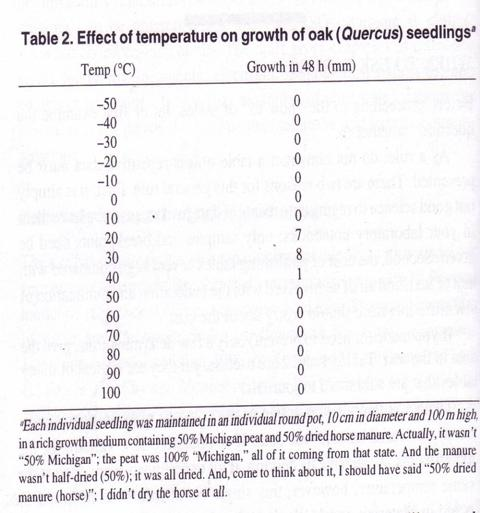 Table 2. Effect of temperature on growth of oak (Quercus) seedlingsᵃ
Temp (°C) Growth in 48 h (mm)
–50 0
–40 0
–30 0
–20 0
–10 0
0 0
10 0
20 7
30 8
40 1
50 0
60 0
70 0
80 0
90 0
100 0
ᵃEach individual seedling was maintained in an individual round pot, 10 cm in diameter and 100 m high,
in a rich growth medium containing 50% Michigan peat and 50% dried horse manure. Actually, it wasn't
“50% Michigan”; the peat was 100% “Michigan,” all of it coming from that state. And the manure
wasn't half-dried (50%); it was all dried. And, come to think about it, I should have said “50% dried
manure (horse)”; I didn't dry the horse at all.